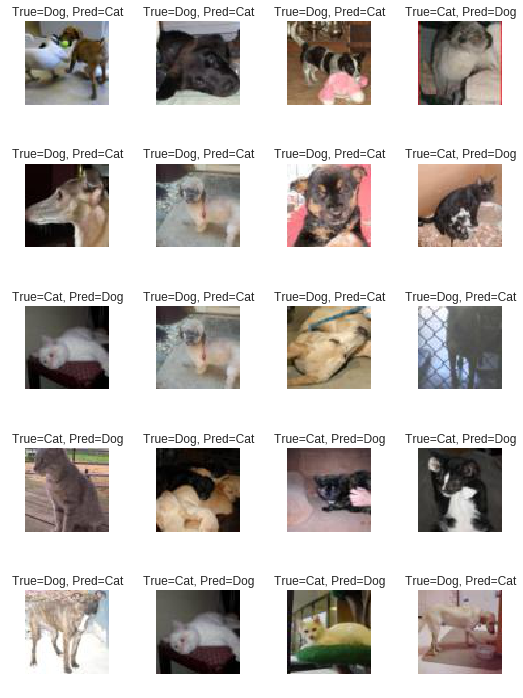 True=Dog, Pred=Cat True=Dog, Pred=Cat True=Dog, Pred=Cat True=Cat, Pred=Dog
True=Dog, Pred=Cat True=Dog, Pred=Cat True=Dog, Pred=Cat True=Cat, Pred=Dog
True=Cat, Pred=Dog True=Dog, Pred=Cat True=Dog, Pred=Cat True=Dog, Pred=Cat
True=Cat, Pred=Dog True=Dog, Pred=Cat True=Cat, Pred=Dog True=Cat, Pred=Dog
True=Dog, Pred=Cat True=Cat, Pred=Dog True=Cat, Pred=Dog True=Dog, Pred=Cat